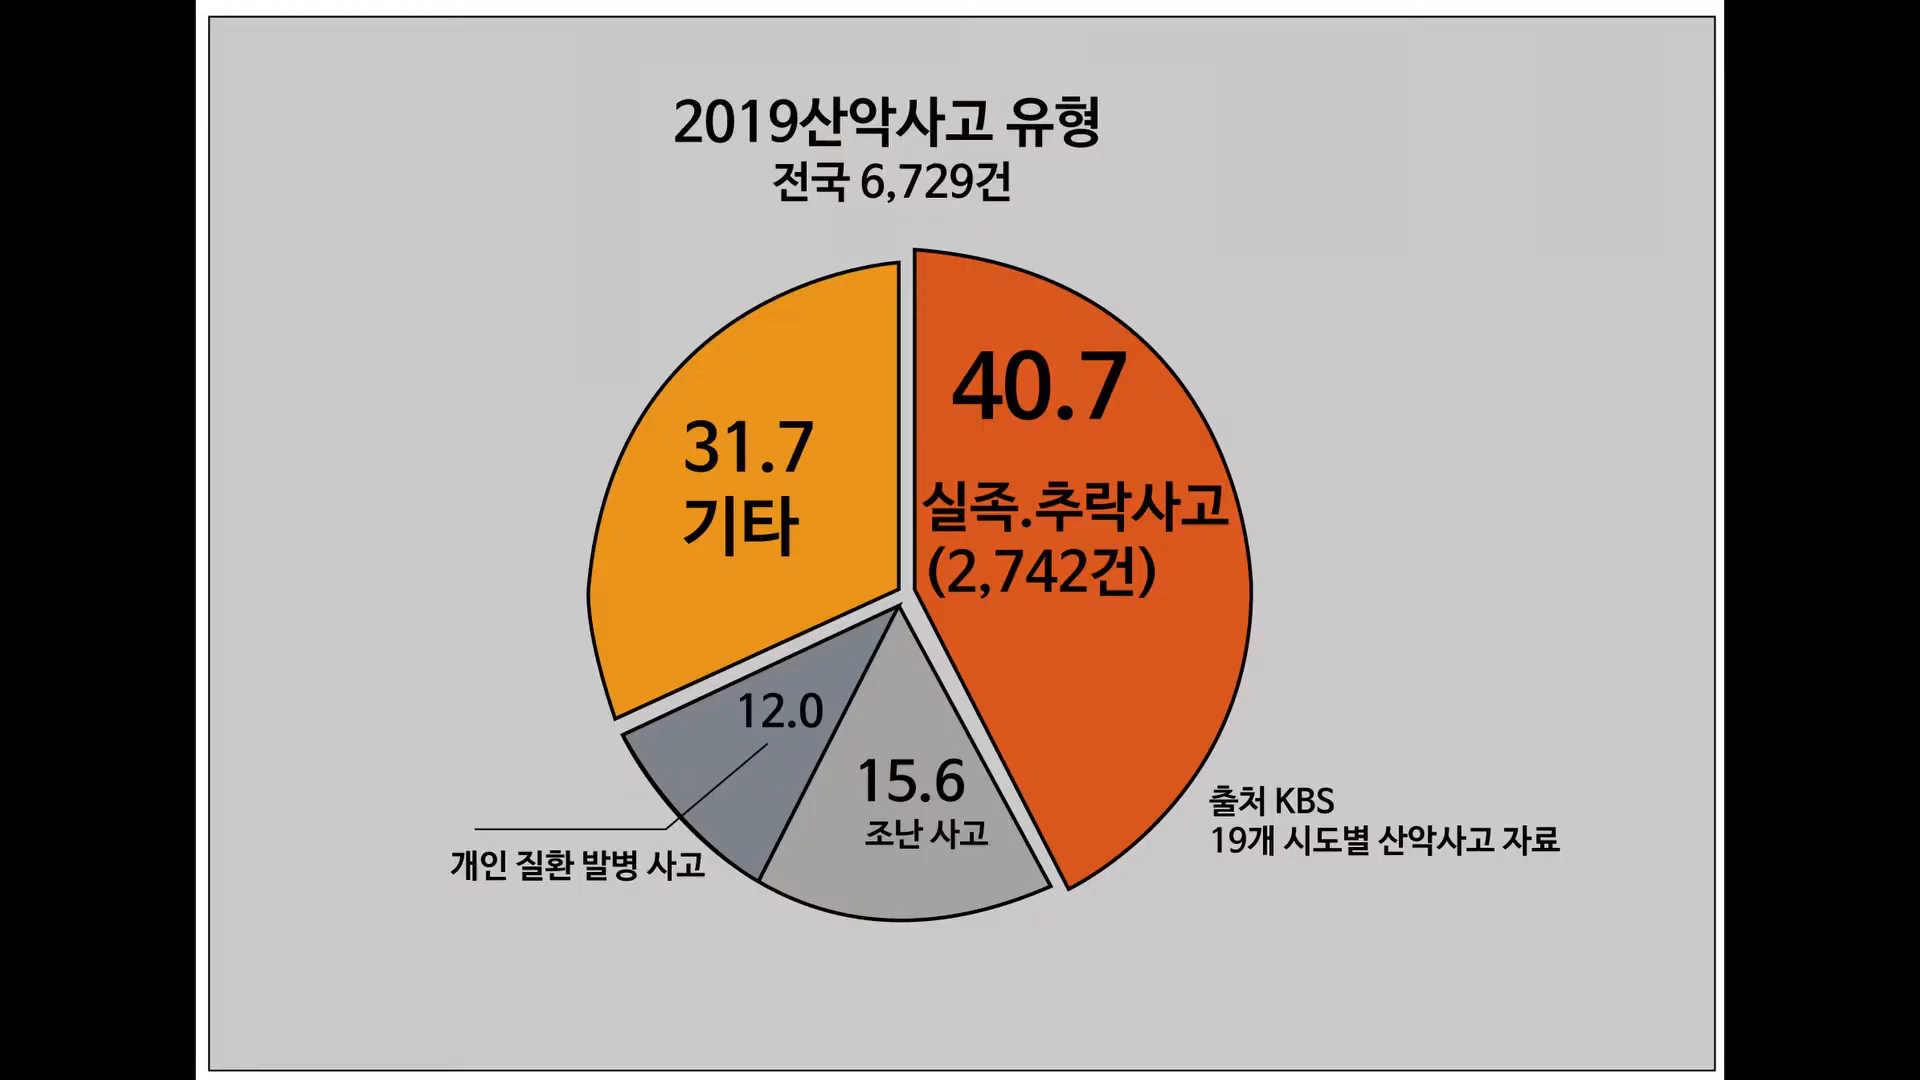 2019산악사고 유형
전국 6,729건
40.7
실족.추락사고
(2,742건)
31.7
기타
12.0
15.6
조난 사고
개인 질환 발병 사고
출처 KBS
19개 시도별 산악사고 자료